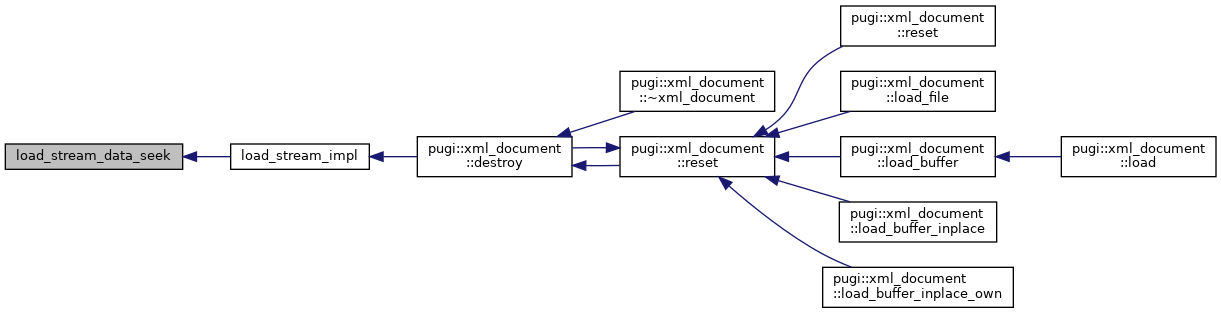 load_stream_data_seek
load_stream_impl
pugi::xml_document
::destroy
pugi::xml_document
::~xml_document
pugi::xml_document
::reset
pugi::xml_document
::reset
pugi::xml_document
::load_file
pugi::xml_document
::load_buffer
pugi::xml_document
::load_buffer_inplace
pugi::xml_document
::load_buffer_inplace_own
pugi::xml_document
::load